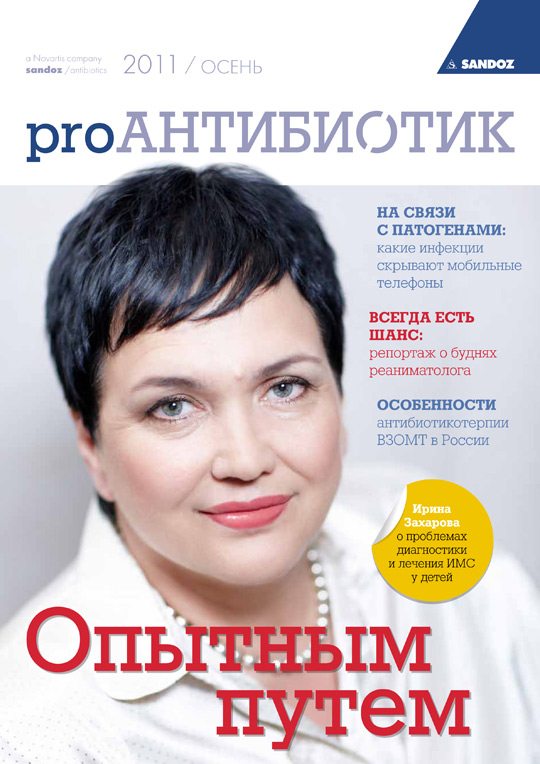 a Novartis company
sandoz /antibiotics
2011 / ОСЕНЬ
SANDOZ
proАНТИБИОТИК
НА СВЯЗИ
С ПАТОГЕНАМИ:
какие инфекции
скрывают мобильные
телефоны
ВСЕГДА ЕСТЬ
ШАНС:
репортаж о буднях
реаниматолога
ОСОБЕННОСТИ
антибиотикотерпии
ВЗОМТ в России
Ирина
Захарова
о проблемах
диагностики
и лечения ИМС
у детей
Опытным
путем